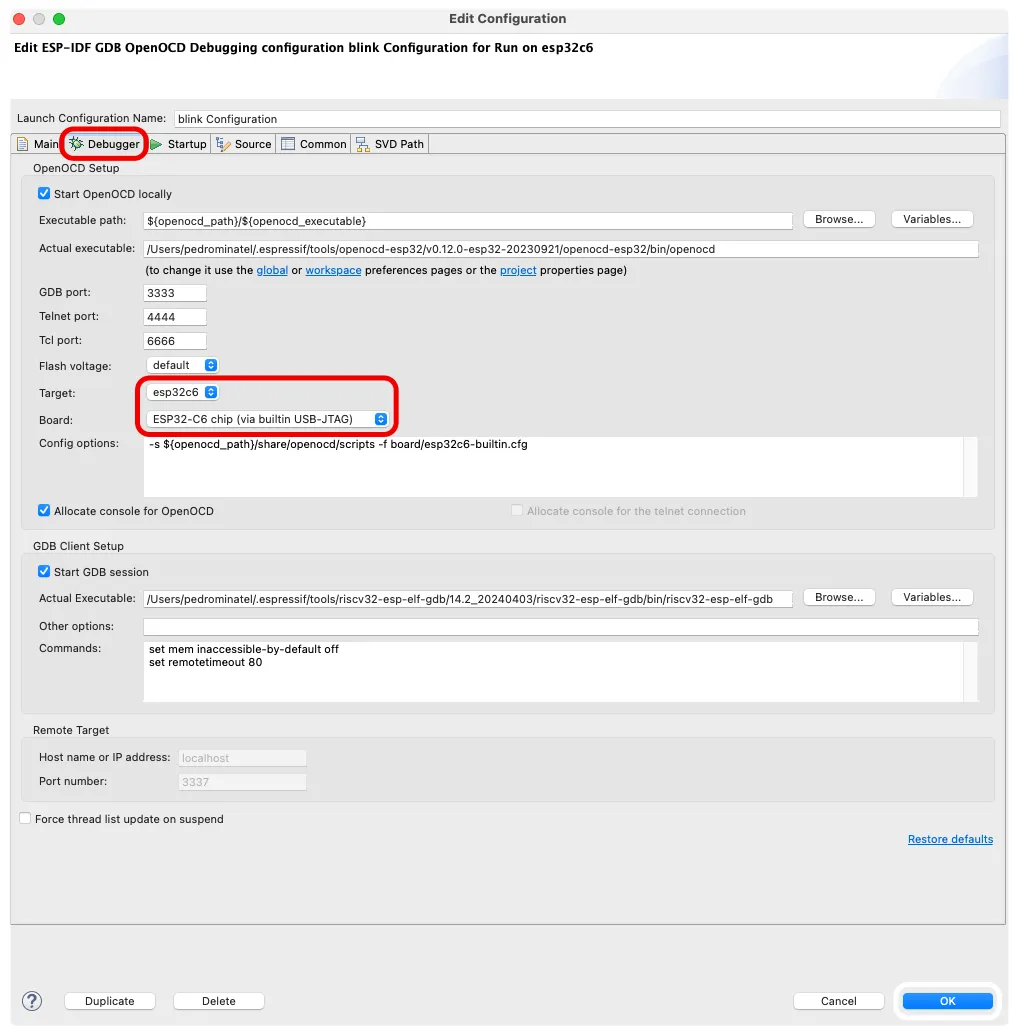 Edit Configuration
Edit ESP-IDF GDB OpenOCD Debugging configuration blink Configuration for Run on esp32c6
Launch Configuration Name: blink Configuration
Main Debugger Startup Source Common SVD Path
OpenOCD Setup
Start OpenOCD locally
Executable path: ${openocd_path}/${openocd_executable} Browse... Variables...
Actual executable: /Users/pedrominatel/.espressif/tools/openocd-esp32/v0.12.0-esp32-20230921/openocd-esp32/bin/openocd
(to change it use the global or workspace preferences pages or the project properties page)
GDB port: 3333
Telnet port: 4444
Tcl port: 6666
Flash voltage: default
Target: esp32c6
Board: ESP32-C6 chip (via builtin USB-JTAG)
Config options: -s ${openocd_path}/share/openocd/scripts -f board/esp32c6-builtin.cfg
Allocate console for OpenOCD Allocate console for the telnet connection
GDB Client Setup
Start GDB session
Actual Executable: /Users/pedrominatel/.espressif/tools/riscv32-esp-elf-gdb/14.2_20240403/riscv32-esp-elf-gdb/bin/riscv32-esp-elf-gdb Browse... Variables...
Other options:
Commands: set mem inaccessible-by-default off
set remotetimeout 80
Remote Target
Host name or IP address: localhost
Port number: 3337
Force thread list update on suspend
Restore defaults
? Duplicate Delete Cancel OK